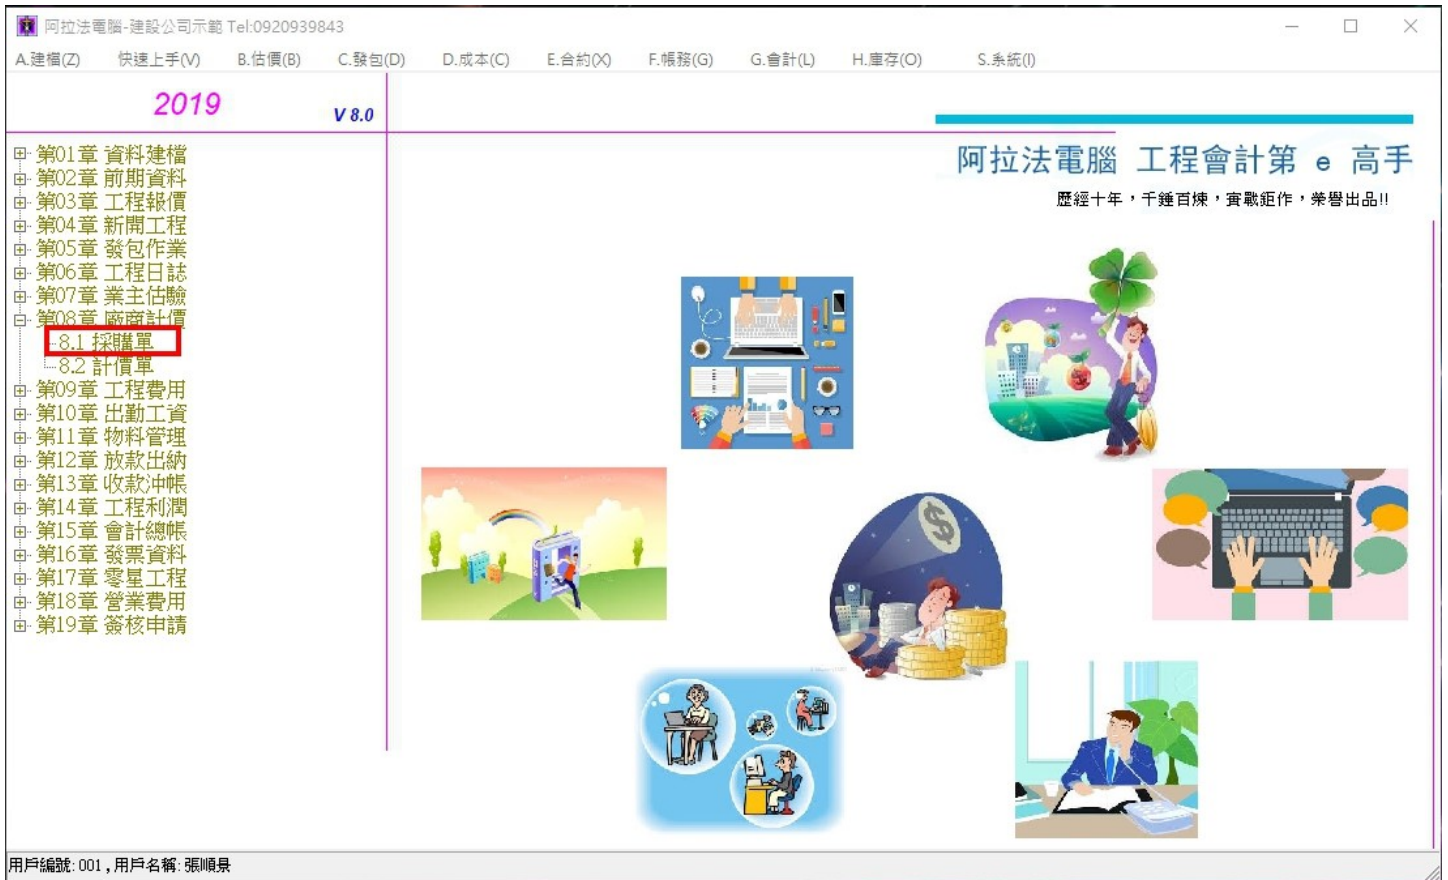 阿拉法電腦-建設公司示範 Tel:0920939843
A.建檔(Z) 快速上手(V) B.估價(B) C.發包(D) D.成本(C) E.合約(X) F.帳務(G) G.會計(L) H.庫存(O) S.系統(I)
2019 V 8.0
阿拉法電腦 工程會計第 e 高手
歷經十年，千錘百煉，實戰鉅作，榮譽出品!!
第01章 資料建檔
第02章 前期資料
第03章 工程報價
第04章 新開工程
第05章 發包作業
第06章 工程日誌
第07章 業主估驗
第08章 廠商計價
8.1 採購單
8.2 計價單
第09章 工程費用
第10章 出勤工資
第11章 物料管理
第12章 放款出納
第13章 收款沖帳
第14章 工程利潤
第15章 會計總帳
第16章 發票資料
第17章 零星工程
第18章 營業費用
第19章 簽核申請
用戶編號: 001 , 用戶名稱: 張順景